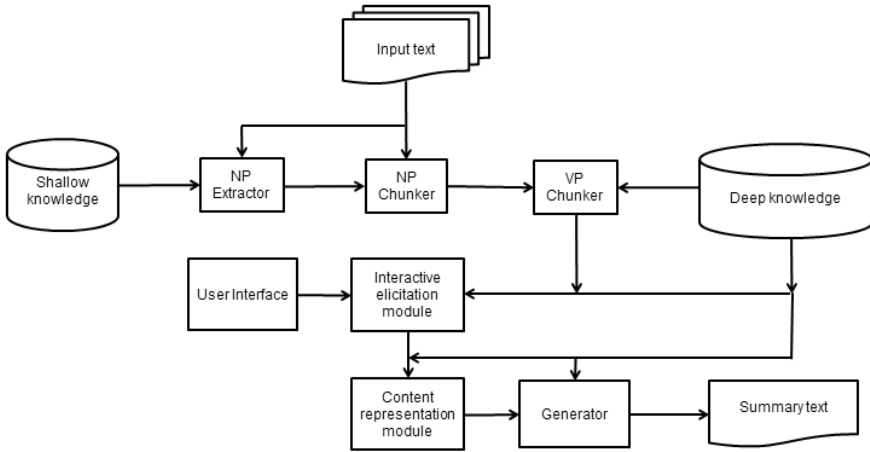 Input text
Shallow
knowledge
NP
Extractor
NP
Chunker
VP
Chunker
Deep knowledge
User Interface
Interactive
elicitation
module
Content
representation
module
Generator
Summary text